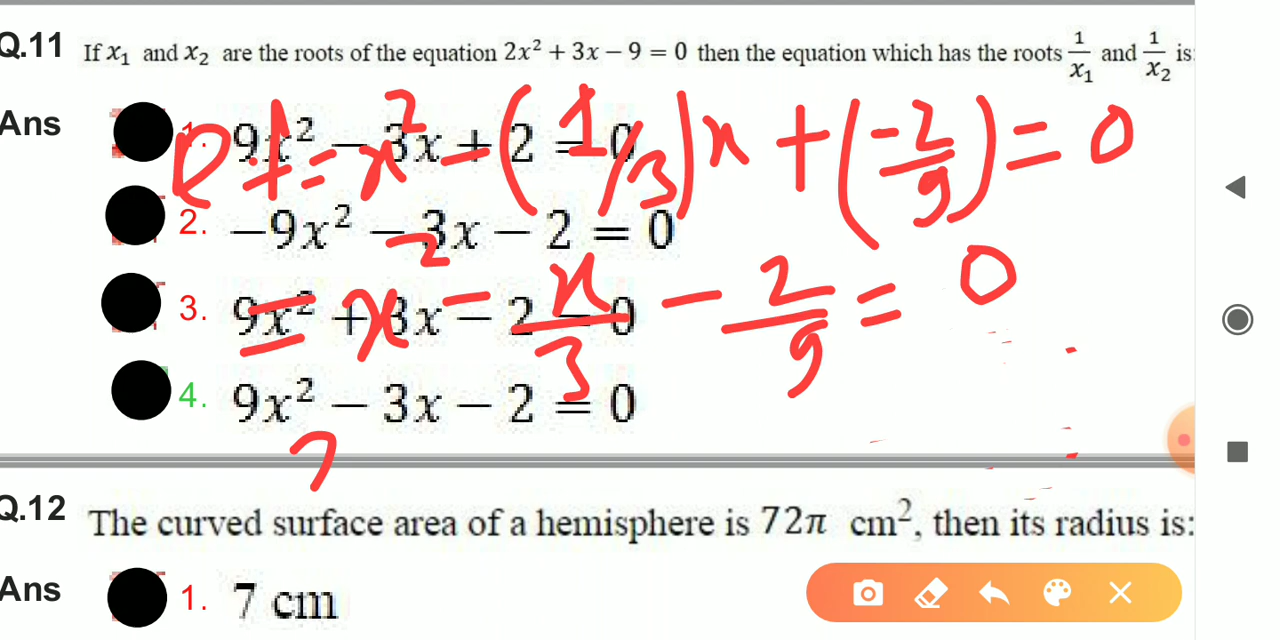 Q.11 If x₁ and x₂ are the roots of the equation 2x² + 3x − 9 = 0 then the equation which has the roots 1/x₁ and 1/x₂ is:
Ans 1. 9x² − 3x + 2 = 0
2. −9x² − 3x − 2 = 0
3. 9x² + 3x − 2 = 0
4. 9x² − 3x − 2 = 0
= x² − (1/3)x + (−2/9) = 0
= x² − x/3 − 2/9 = 0
Q.12 The curved surface area of a hemisphere is 72π cm², then its radius is:
Ans 1. 7 cm